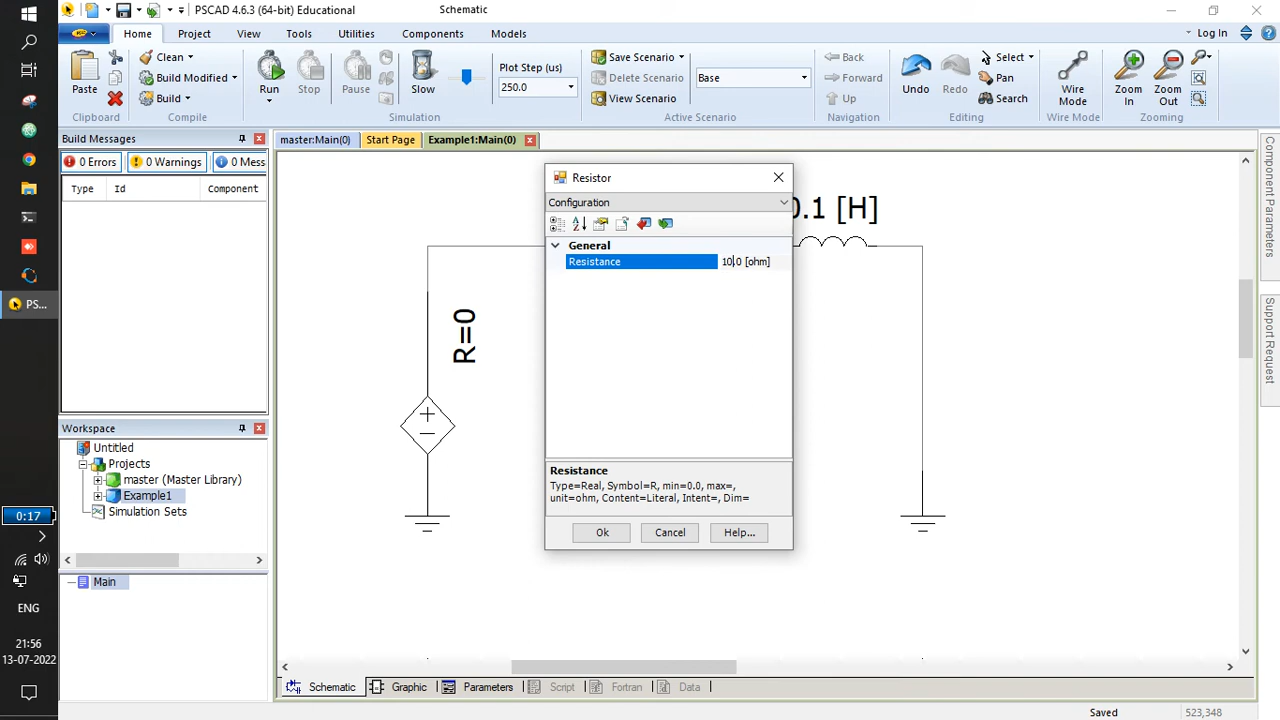 PSCAD 4.6.3 (64-bit) Educational
Schematic
Home
Project
View
Tools
Utilities
Components
Models
Log In
Paste
Clean
Build Modified
Build
Run
Stop
Pause
Slow
Plot Step (us)
250.0
Save Scenario
Delete Scenario
View Scenario
Base
Back
Forward
Up
Undo
Redo
Select
Pan
Search
Wire
Mode
Zoom
In
Zoom
Out
Clipboard
Compile
Simulation
Active Scenario
Navigation
Editing
Wire Mode
Zooming
Build Messages
master:Main(0)
Start Page
Example1:Main(0)
0 Errors
0 Warnings
0 Mess
Type
Id
Component
Resistor
Configuration
General
Resistance
10.0 [ohm]
0.1 [H]
R=0
Resistance
Type=Real, Symbol=R, min=0.0, max=,
unit=ohm, Content=Literal, Intent=, Dim=
Ok
Cancel
Help...
Component Parameters
Support Request
PS...
Workspace
Untitled
Projects
master (Master Library)
Example1
Simulation Sets
Main
0:17
ENG
21:56
13-07-2022
Schematic
Graphic
Parameters
Script
Fortran
Data
Saved
523,348